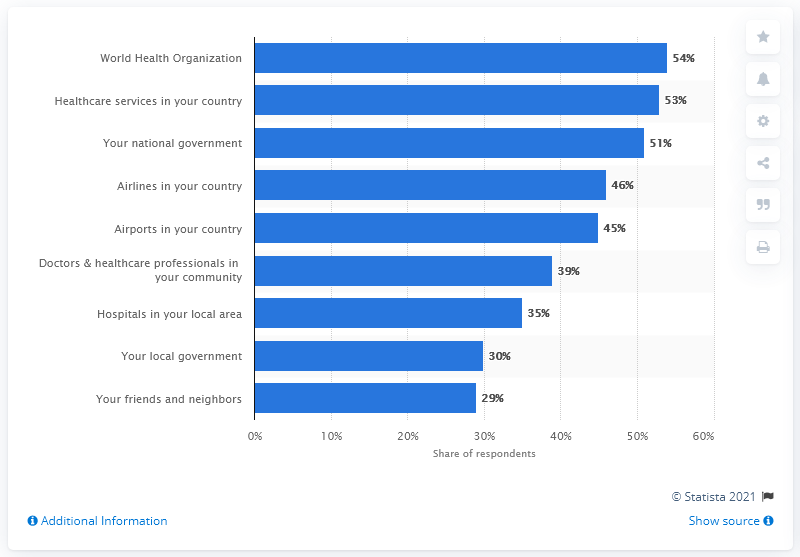 World Health Organization 54%
Healthcare services in your country 53%
Your national government 51%
Airlines in your country 46%
Airports in your country 45%
Doctors & healthcare professionals in
your community 39%
Hospitals in your local area 35%
Your local government 30%
Your friends and neighbors 29%
0% 10% 20% 30% 40% 50% 60%
Share of respondents
© Statista 2021
Additional Information Show source